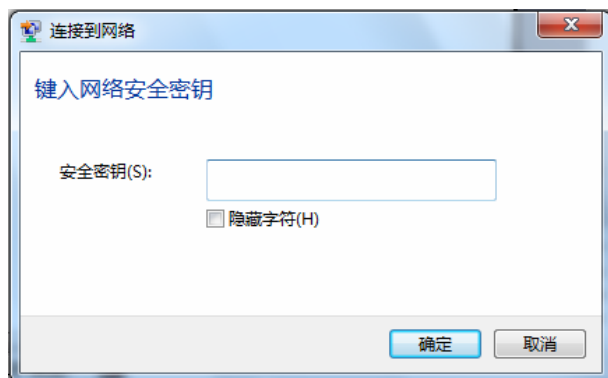 连接到网络
键入网络安全密钥
安全密钥(S):
隐藏字符(H)
确定
取消